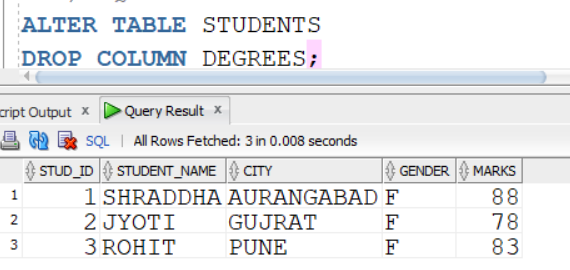 ALTER TABLE STUDENTS
DROP COLUMN DEGREES;
cript Output x Query Result x
SQL | All Rows Fetched: 3 in 0.008 seconds
STUD_ID STUDENT_NAME CITY GENDER MARKS
1 1 SHRADDHA AURANGABAD F 88
2 2 JYOTI GUJRAT F 78
3 3 ROHIT PUNE F 83